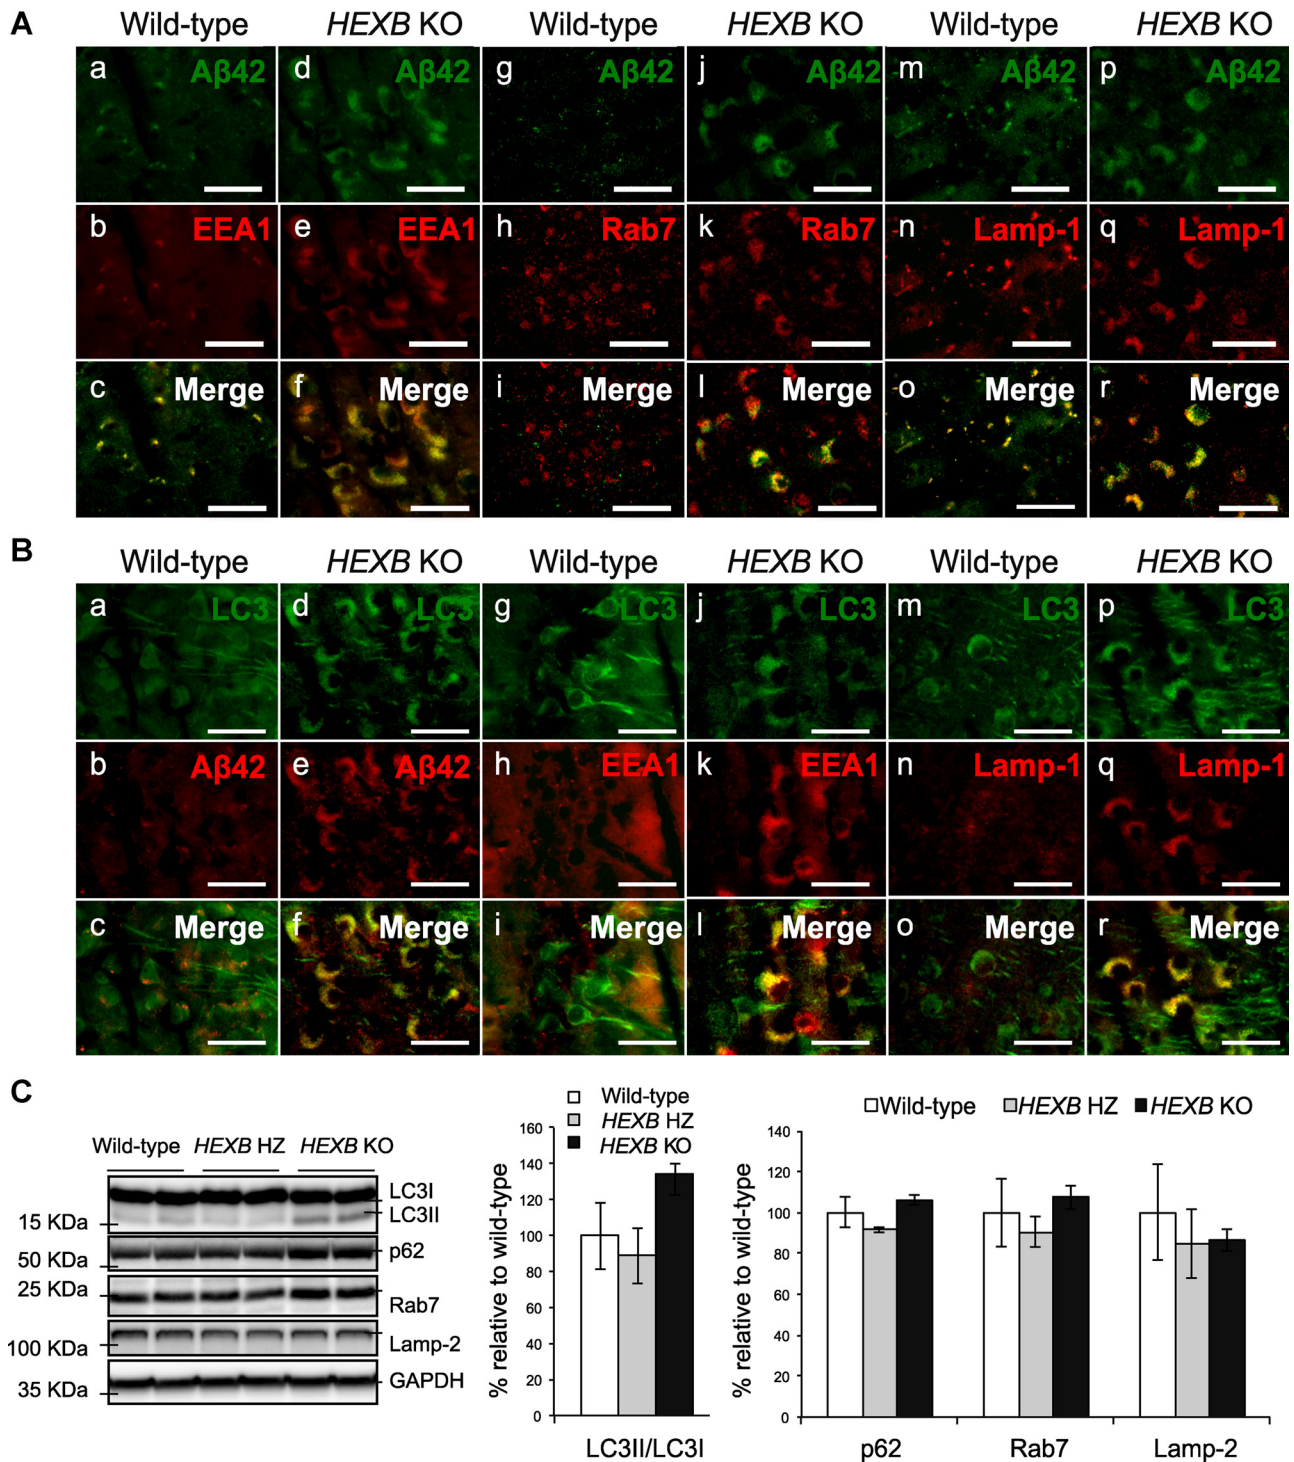 A
Wild-type HEXB KO Wild-type HEXB KO Wild-type HEXB KO
a Aβ42 d Aβ42 g Aβ42 j Aβ42 m Aβ42 p Aβ42
b EEA1 e EEA1 h Rab7 k Rab7 n Lamp-1 q Lamp-1
c Merge f Merge i Merge l Merge o Merge r Merge
B
Wild-type HEXB KO Wild-type HEXB KO Wild-type HEXB KO
a LC3 d LC3 g LC3 j LC3 m LC3 p LC3
b Aβ42 e Aβ42 h EEA1 k EEA1 n Lamp-1 q Lamp-1
c Merge f Merge i Merge l Merge o Merge r Merge
C
Wild-type HEXB HZ HEXB KO
LC3I
LC3II
15 KDa
p62
50 KDa
25 KDa
Rab7
Lamp-2
100 KDa
GAPDH
35 KDa
Wild-type
HEXB HZ
HEXB KO
% relative to wild-type
160
140
120
100
80
60
40
20
0
LC3II/LC3I
Wild-type HEXB HZ HEXB KO
% relative to wild-type
140
120
100
80
60
40
20
0
p62 Rab7 Lamp-2